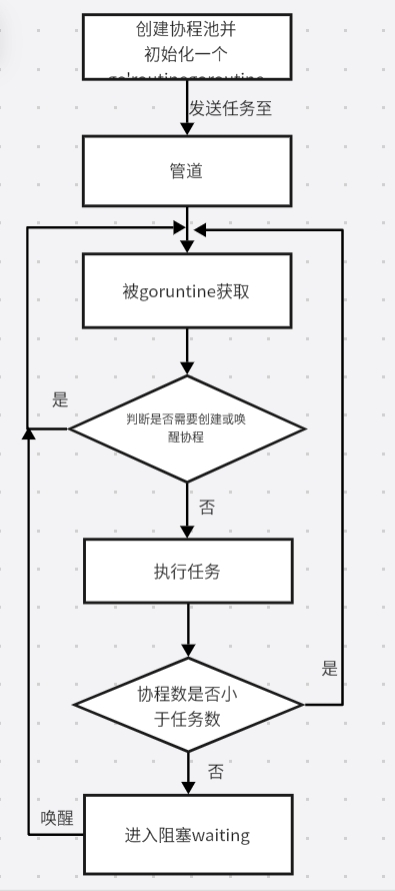 创建协程池并
初始化一个
发送任务至
管道
被goruntine获取
是
判断是否需要创建或唤
醒协程
否
执行任务
协程数是否小
于任务数
是
否
唤醒
进入阻塞waiting